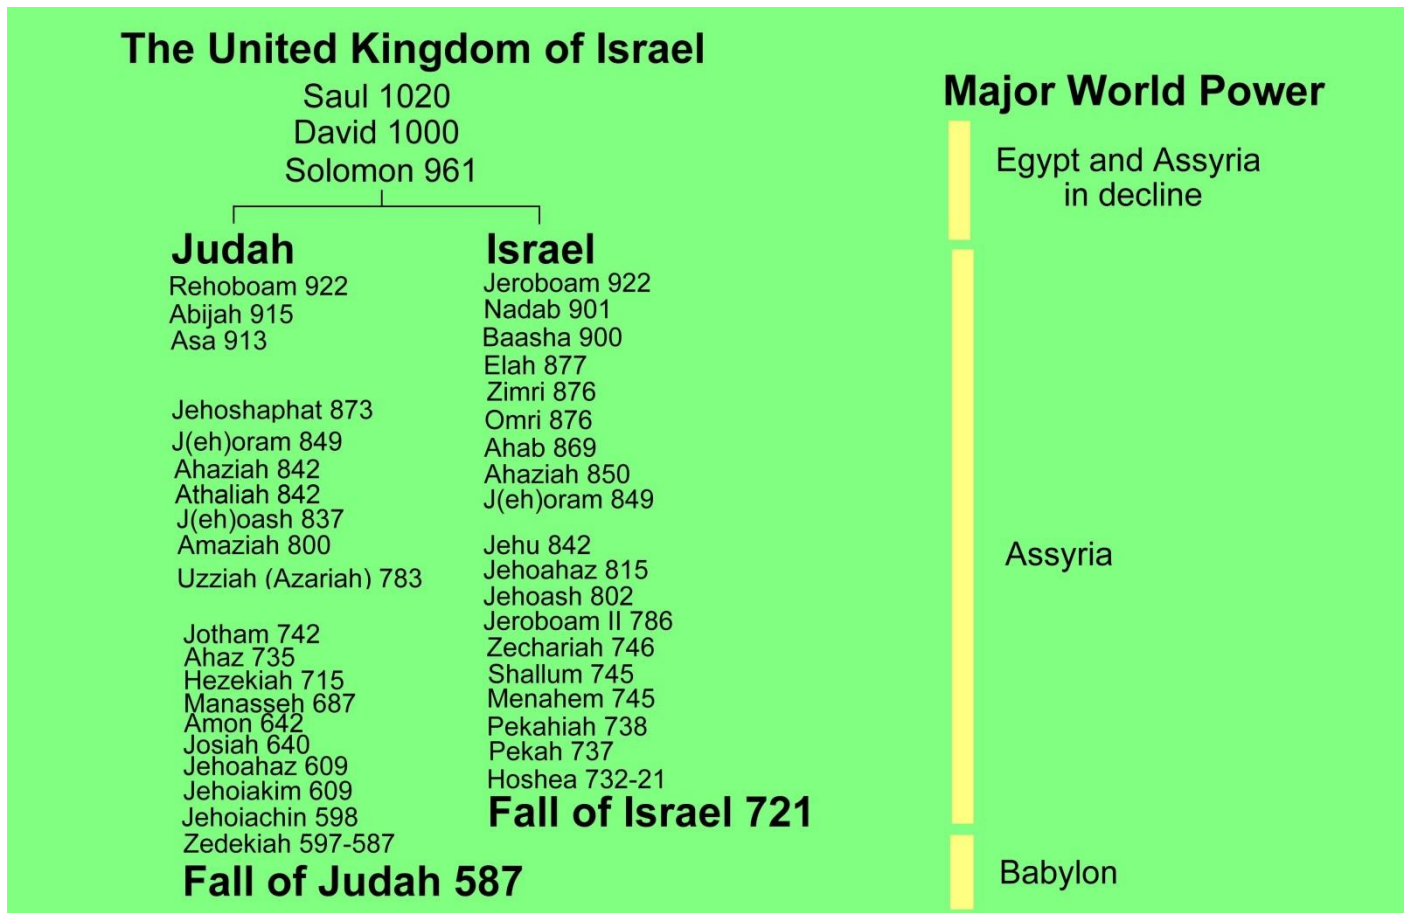 The United Kingdom of Israel
Saul 1020
David 1000
Solomon 961
Judah
Rehoboam 922
Abijah 915
Asa 913
Jehoshaphat 873
J(eh)oram 849
Ahaziah 842
Athaliah 842
J(eh)oash 837
Amaziah 800
Uzziah (Azariah) 783
Jotham 742
Ahaz 735
Hezekiah 715
Manasseh 687
Amon 642
Josiah 640
Jehoahaz 609
Jehoiakim 609
Jehoiachin 598
Zedekiah 597-587
Fall of Judah 587
Israel
Jeroboam 922
Nadab 901
Baasha 900
Elah 877
Zimri 876
Omri 876
Ahab 869
Ahaziah 850
J(eh)oram 849
Jehu 842
Jehoahaz 815
Jehoash 802
Jeroboam II 786
Zechariah 746
Shallum 745
Menahem 745
Pekahiah 738
Pekah 737
Hoshea 732-21
Fall of Israel 721
Major World Power
Egypt and Assyria
in decline
Assyria
Babylon